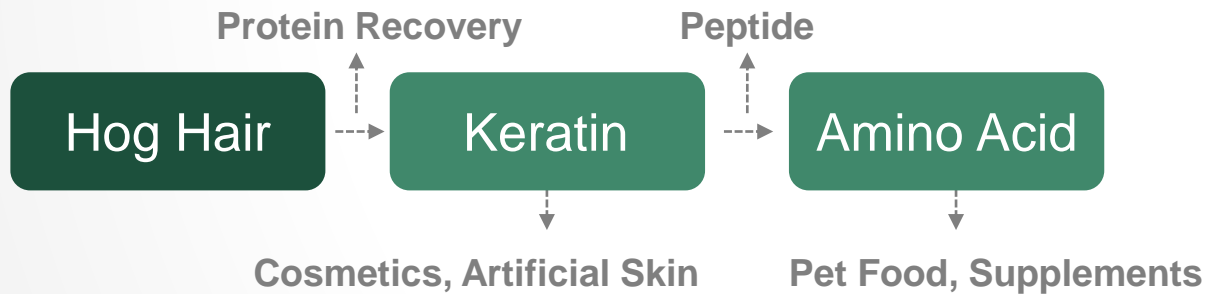 Protein Recovery
Peptide
Hog Hair
Keratin
Amino Acid
Cosmetics, Artificial Skin
Pet Food, Supplements